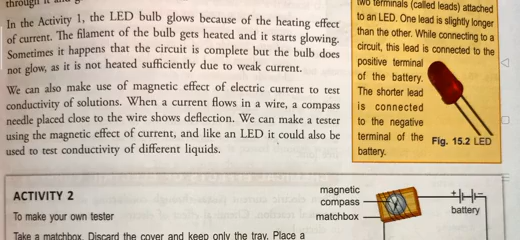 through it and g
In the Activity 1, the LED bulb glows because of the heating effect
of current. The filament of the bulb gets heated and it starts glowing.
Sometimes it happens that the circuit is complete but the bulb does
not glow, as it is not heated sufficiently due to weak current.
We can also make use of magnetic effect of electric current to test
conductivity of solutions. When a current flows in a wire, a compass
needle placed close to the wire shows deflection. We can make a tester
using the magnetic effect of current, and like an LED it could also be
used to test conductivity of different liquids.
two terminals (called leads) attached
to an LED. One lead is slightly longer
than the other. While connecting to a
circuit, this lead is connected to the
positive terminal
of the battery.
The shorter lead
is connected
to the negative
terminal of the
battery.
Fig. 15.2 LED
ACTIVITY 2
To make your own tester
Take a matchbox. Discard the cover and keep only the tray. Place a
magnetic
compass
matchbox
+ −
battery